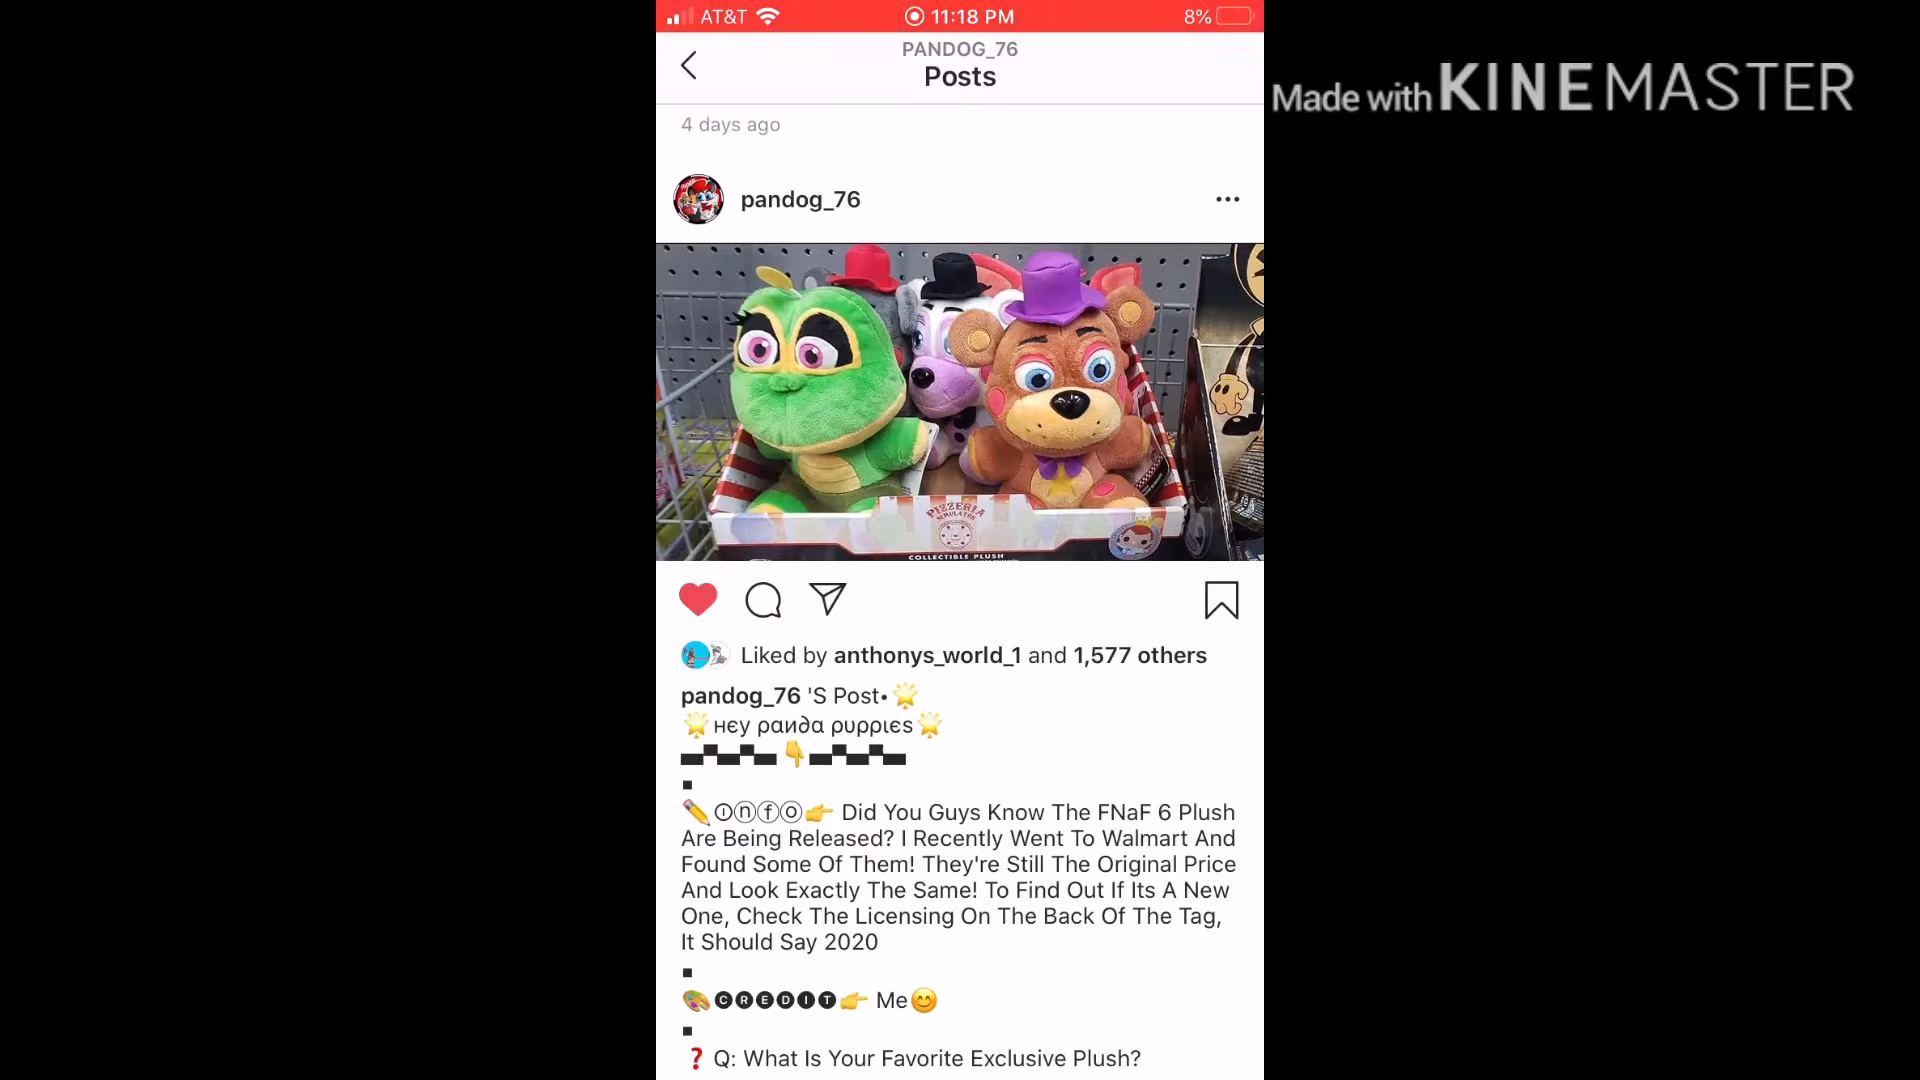 AT&T 11:18 PM 8%
PANDOG_76
Posts
Made with KINEMASTER
4 days ago
pandog_76
PIZZERIA
SIMULATOR
COLLECTIBLE PLUSH
Liked by anthonys_world_1 and 1,577 others
pandog_76 'S Post•🌟
🌟нєу ραи∂α ρυρριєѕ🌟
▄▀▄▀▄👇▄▀▄▀▄
▪
✏️Ⓘⓝⓕⓞ👉 Did You Guys Know The FNaF 6 Plush
Are Being Released? I Recently Went To Walmart And
Found Some Of Them! They're Still The Original Price
And Look Exactly The Same! To Find Out If Its A New
One, Check The Licensing On The Back Of The Tag,
It Should Say 2020
▪
🎨🅒🅡🅔🅓🅘🅣👉 Me😊
▪
❓ Q: What Is Your Favorite Exclusive Plush?